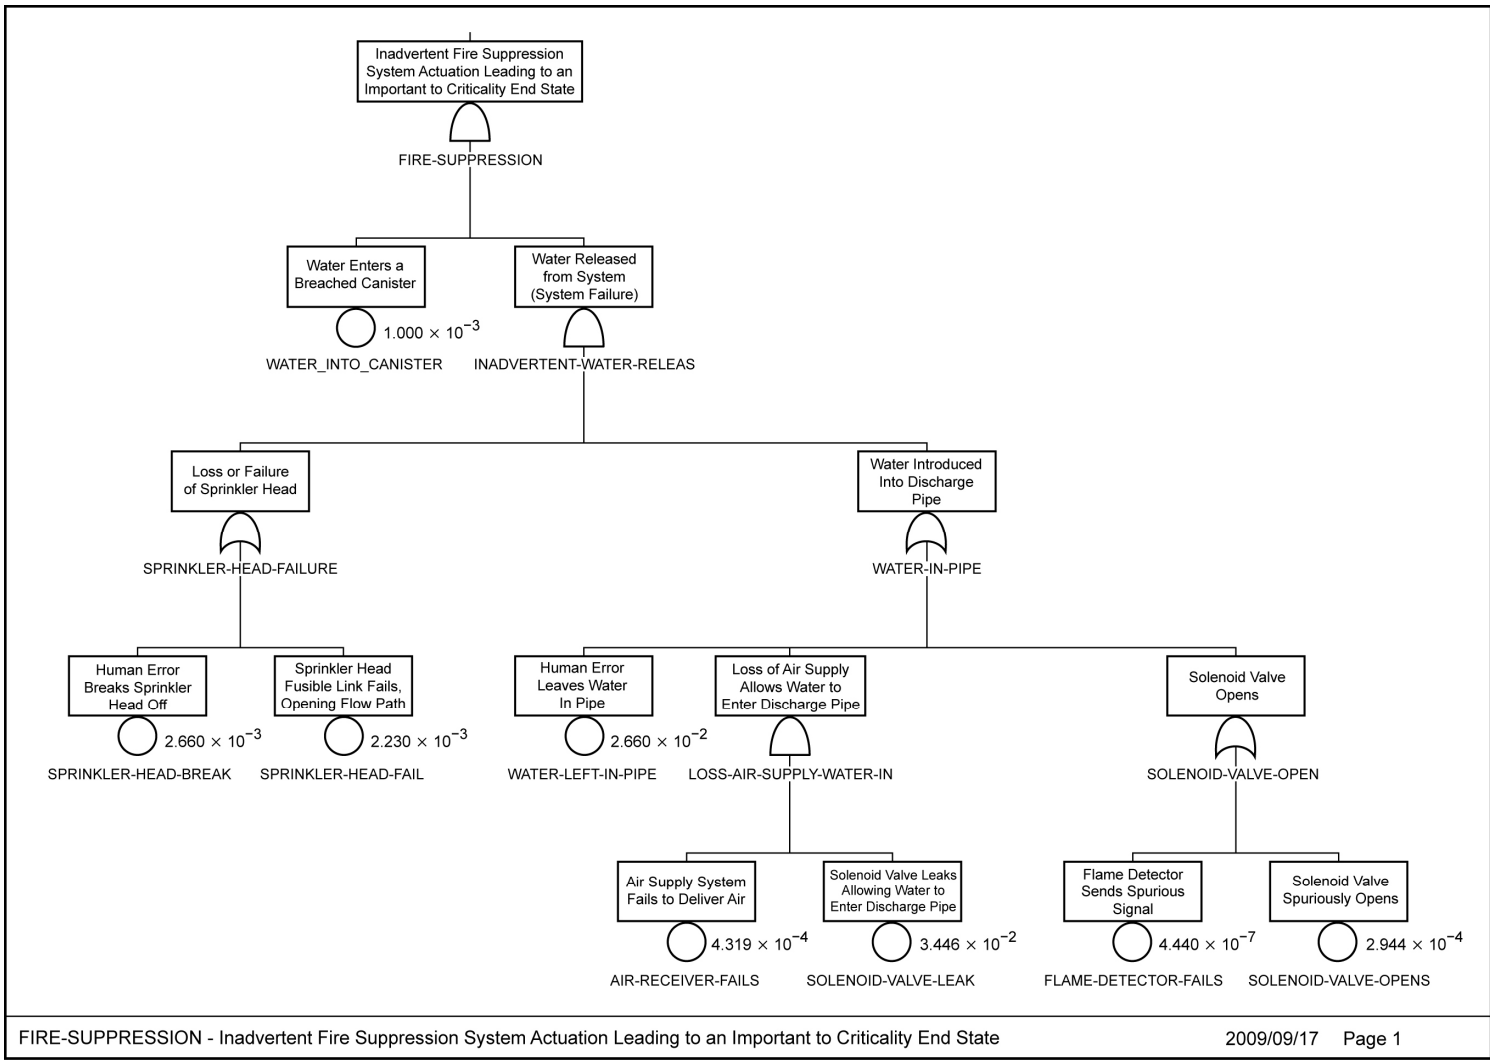 Inadvertent Fire Suppression
System Actuation Leading to an
Important to Criticality End State
FIRE-SUPPRESSION
Water Enters a
Breached Canister
1.000 × 10⁻³
WATER_INTO_CANISTER
Water Released
from System
(System Failure)
INADVERTENT-WATER-RELEAS
Loss or Failure
of Sprinkler Head
SPRINKLER-HEAD-FAILURE
Water Introduced
Into Discharge
Pipe
WATER-IN-PIPE
Human Error
Breaks Sprinkler
Head Off
2.660 × 10⁻³
SPRINKLER-HEAD-BREAK
Sprinkler Head
Fusible Link Fails,
Opening Flow Path
2.230 × 10⁻³
SPRINKLER-HEAD-FAIL
Human Error
Leaves Water
In Pipe
2.660 × 10⁻²
WATER-LEFT-IN-PIPE
Loss of Air Supply
Allows Water to
Enter Discharge Pipe
LOSS-AIR-SUPPLY-WATER-IN
Solenoid Valve
Opens
SOLENOID-VALVE-OPEN
Air Supply System
Fails to Deliver Air
4.319 × 10⁻⁴
AIR-RECEIVER-FAILS
Solenoid Valve Leaks
Allowing Water to
Enter Discharge Pipe
3.446 × 10⁻²
SOLENOID-VALVE-LEAK
Flame Detector
Sends Spurious
Signal
4.440 × 10⁻⁷
FLAME-DETECTOR-FAILS
Solenoid Valve
Spuriously Opens
2.944 × 10⁻⁴
SOLENOID-VALVE-OPENS
FIRE-SUPPRESSION - Inadvertent Fire Suppression System Actuation Leading to an Important to Criticality End State
2009/09/17 Page 1